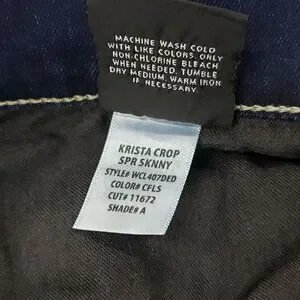 MACHINE WASH COLD
WITH LIKE COLORS. ONLY
NON-CHLORINE BLEACH
WHEN NEEDED. TUMBLE
DRY MEDIUM. WARM IRON
IF NECESSARY.
KRISTA CROP
SPR SKNNY
STYLE# WCL407DED
COLOR# CFLS
CUT# 11672
SHADE# A